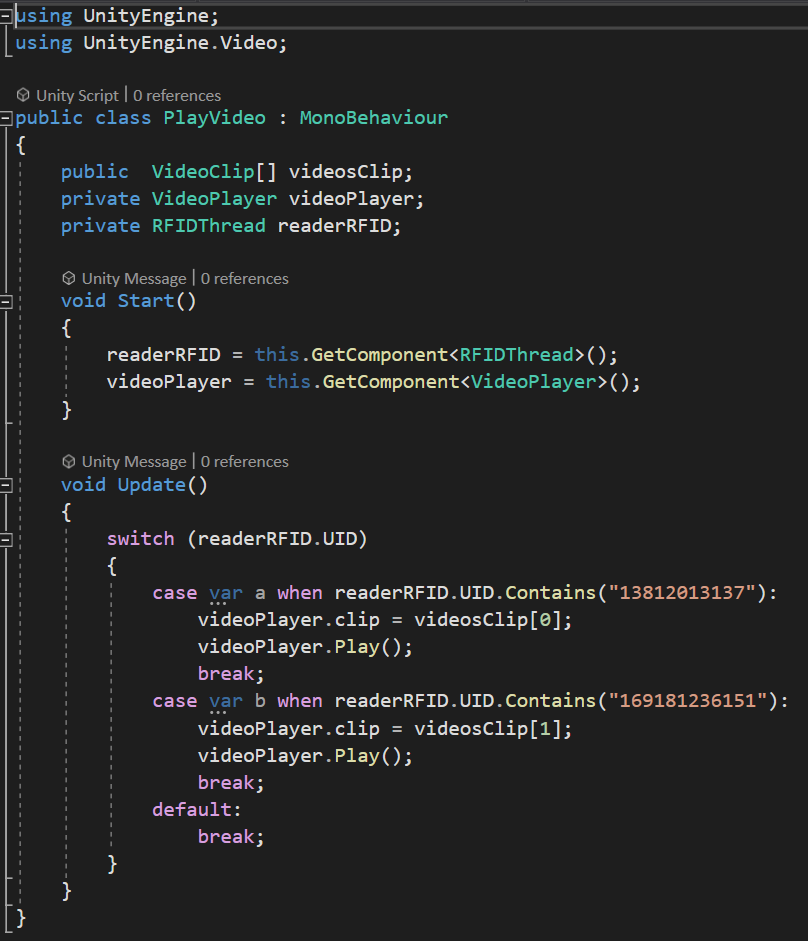 using UnityEngine;
using UnityEngine.Video;
Unity Script | 0 references
public class PlayVideo : MonoBehaviour
{
public  VideoClip[] videosClip;
private VideoPlayer videoPlayer;
private RFIDThread readerRFID;
Unity Message | 0 references
void Start()
{
readerRFID = this.GetComponent<RFIDThread>();
videoPlayer = this.GetComponent<VideoPlayer>();
}
Unity Message | 0 references
void Update()
{
switch (readerRFID.UID)
{
case var a when readerRFID.UID.Contains("13812013137"):
videoPlayer.clip = videosClip[0];
videoPlayer.Play();
break;
case var b when readerRFID.UID.Contains("169181236151"):
videoPlayer.clip = videosClip[1];
videoPlayer.Play();
break;
default:
break;
}
}
}